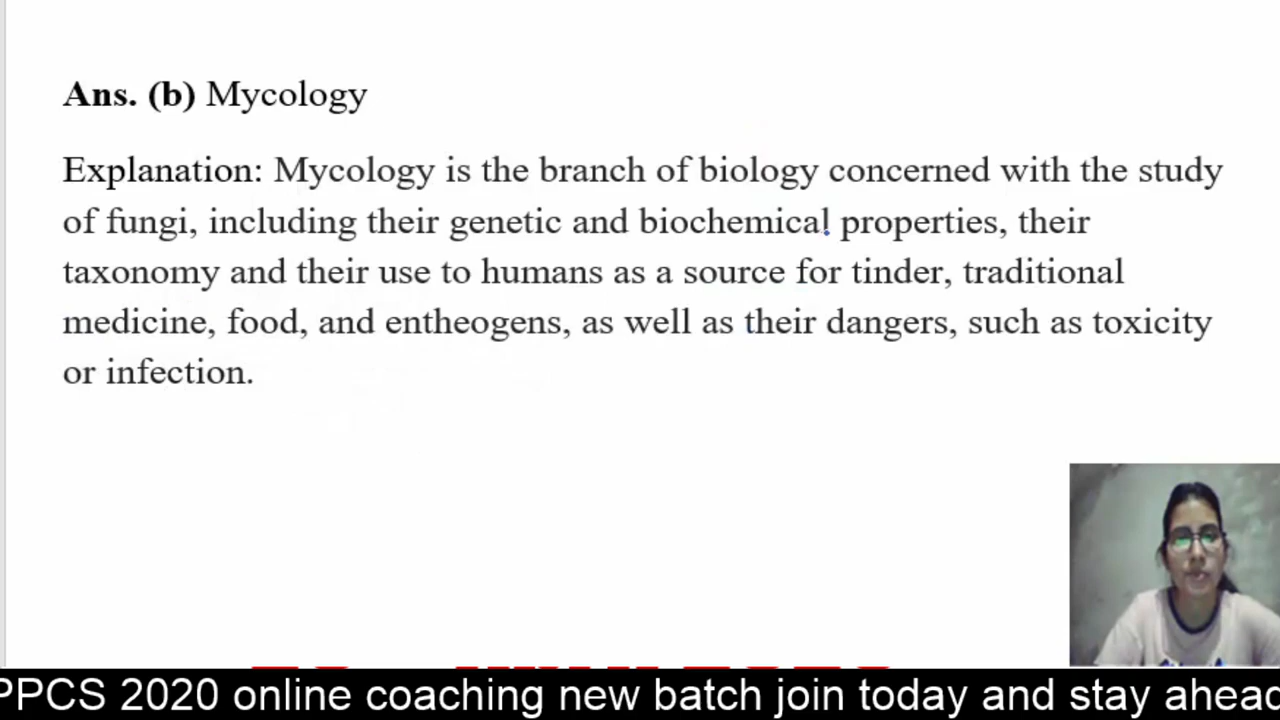 Ans. (b) Mycology
Explanation: Mycology is the branch of biology concerned with the study
of fungi, including their genetic and biochemical properties, their
taxonomy and their use to humans as a source for tinder, traditional
medicine, food, and entheogens, as well as their dangers, such as toxicity
or infection.
PPCS 2020 online coaching new batch join today and stay ahead